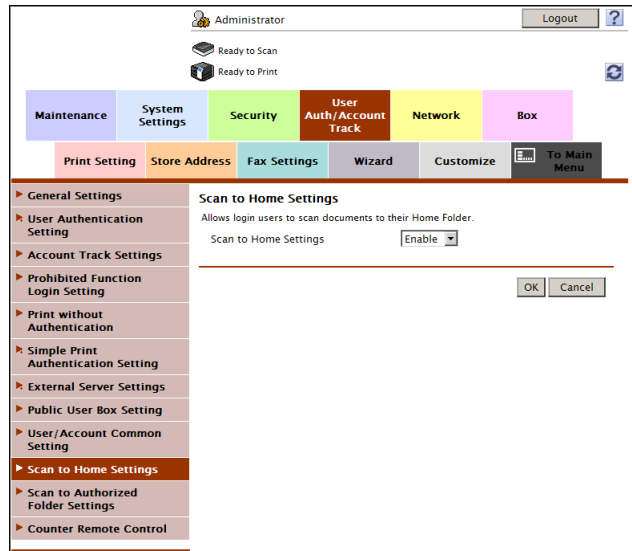 Administrator
Logout
?
Ready to Scan
Ready to Print
Maintenance
System
Settings
Security
User
Auth/Account
Track
Network
Box
Print Setting
Store Address
Fax Settings
Wizard
Customize
To Main
Menu
General Settings
User Authentication
Setting
Account Track Settings
Prohibited Function
Login Setting
Print without
Authentication
Simple Print
Authentication Setting
External Server Settings
Public User Box Setting
User/Account Common
Setting
Scan to Home Settings
Scan to Authorized
Folder Settings
Counter Remote Control
Scan to Home Settings
Allows login users to scan documents to their Home Folder.
Scan to Home Settings
Enable
OK
Cancel